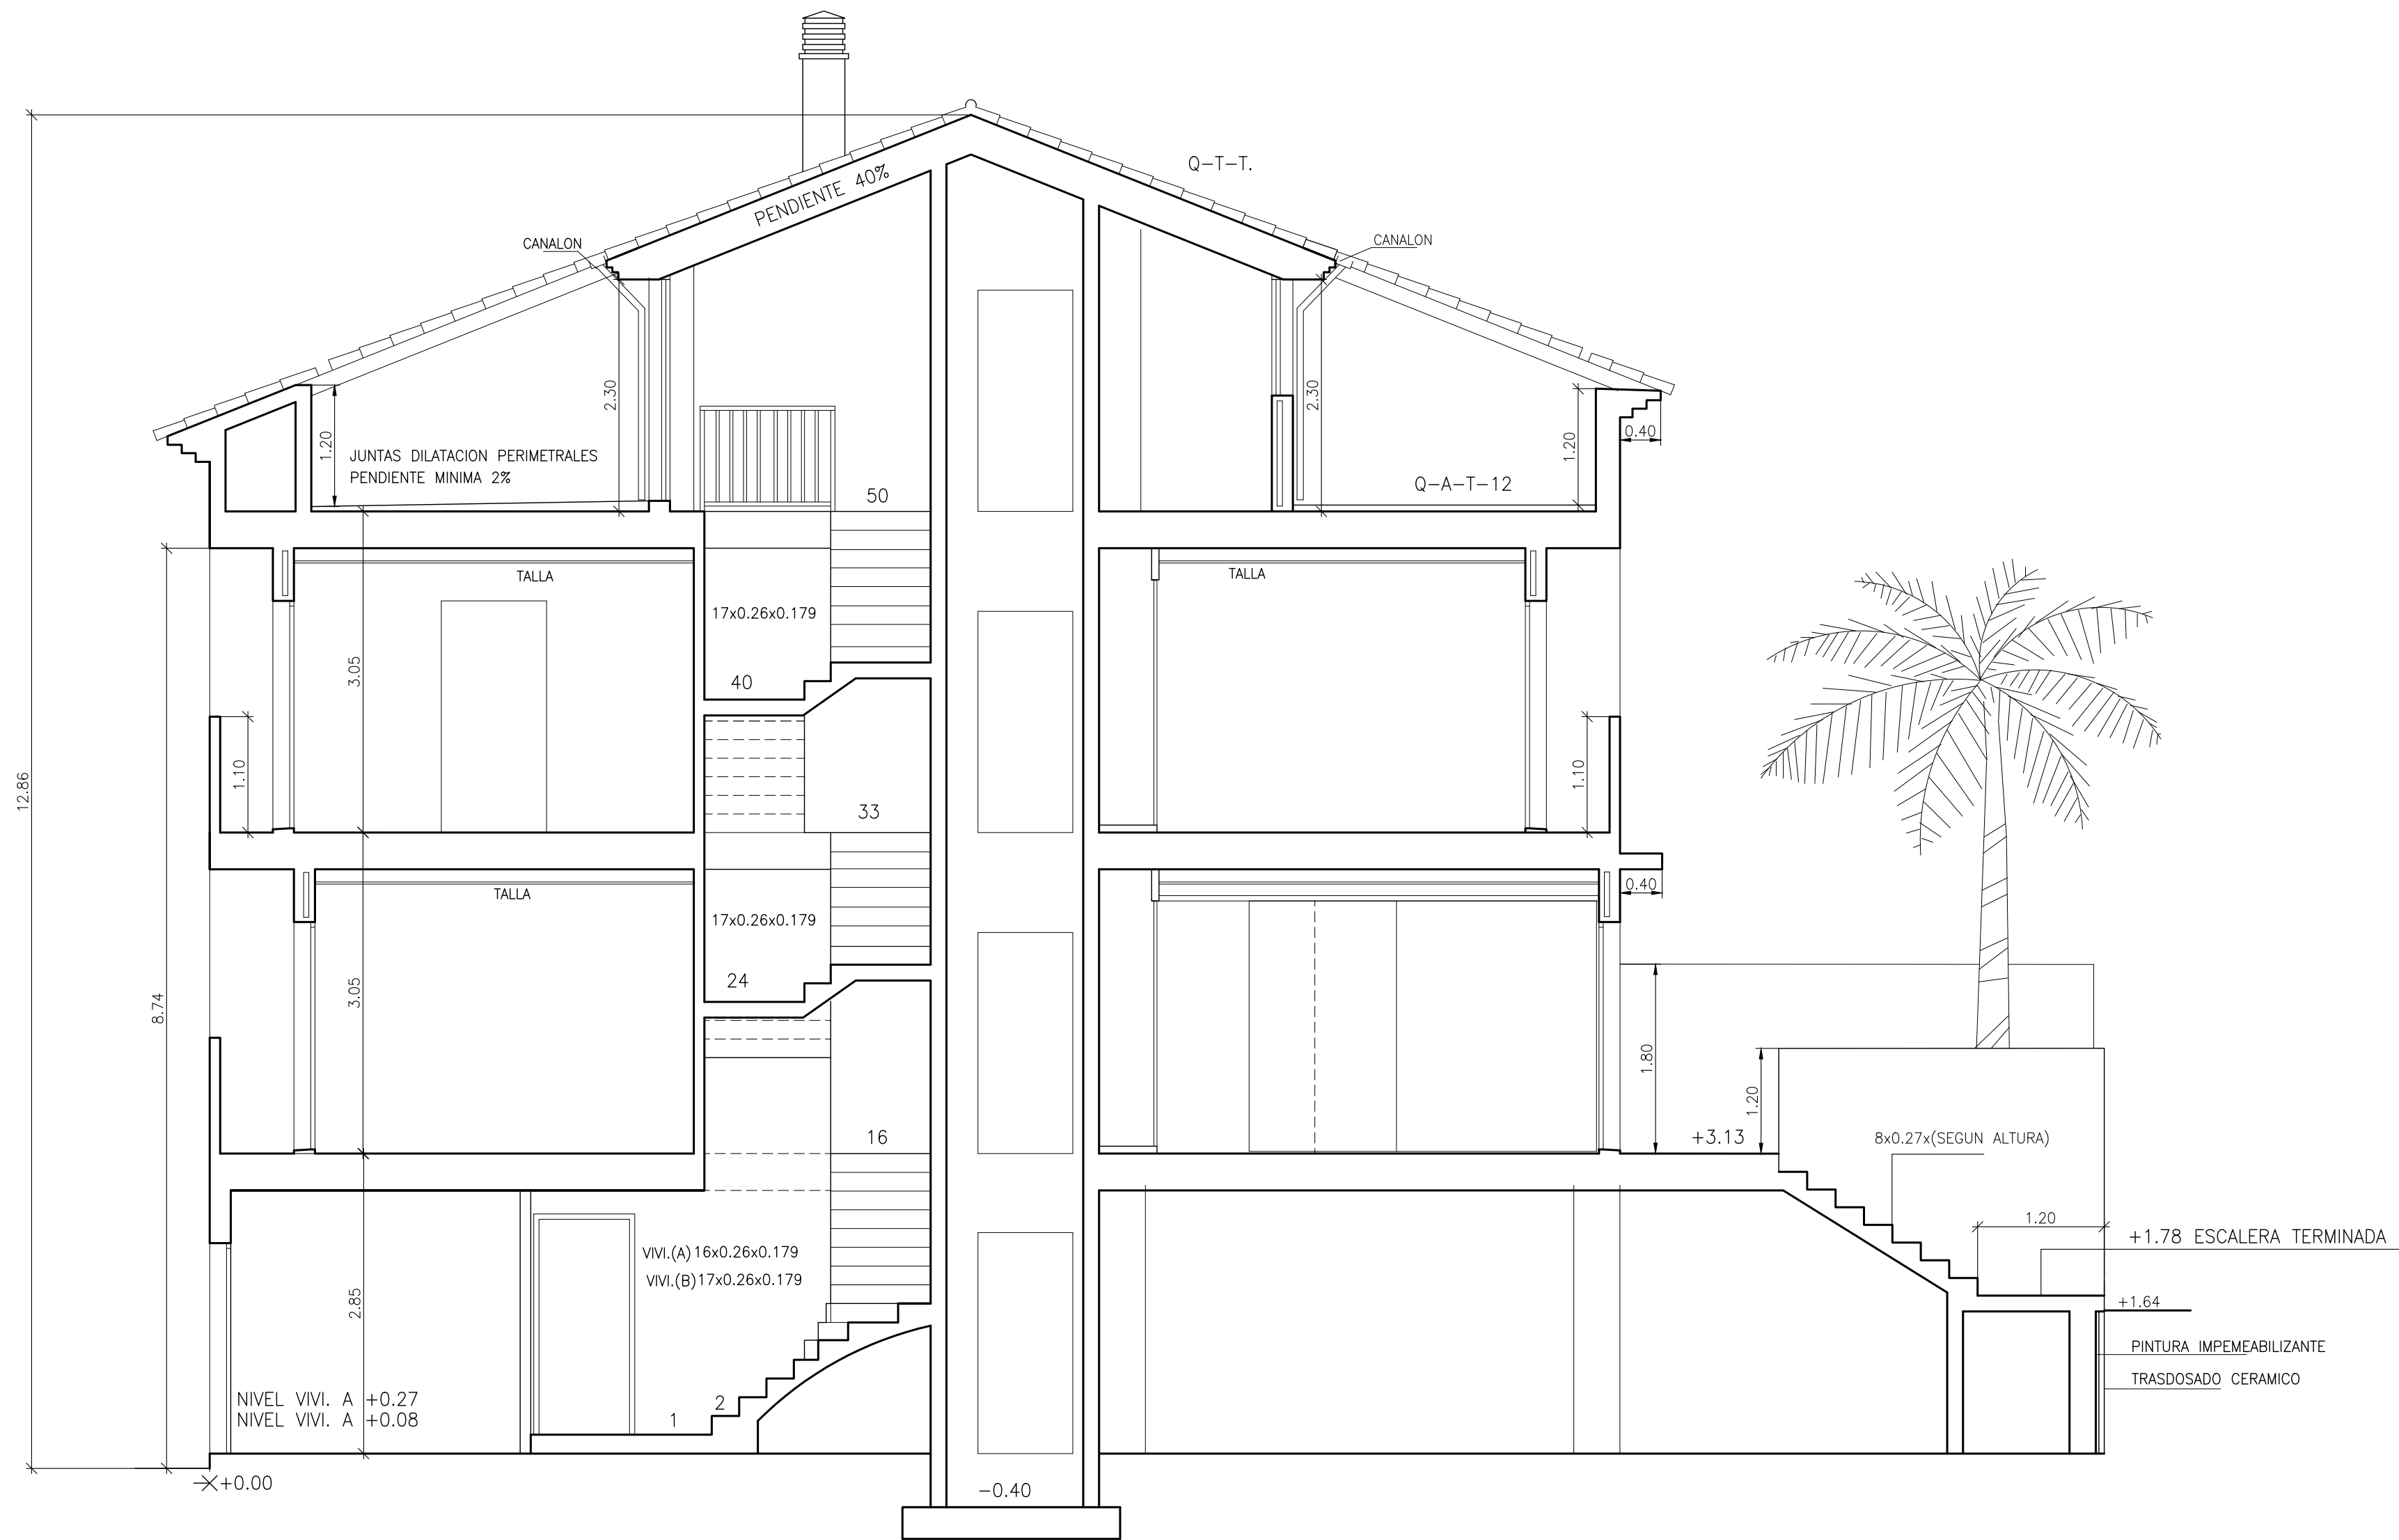 Q-T-T.
PENDIENTE 40%
CANALON
CANALON
2.30
2.30
1.20
JUNTAS DILATACION PERIMETRALES
PENDIENTE MINIMA 2%
1.20
0.40
Q-A-T-12
50
TALLA
TALLA
17x0.26x0.179
3.05
40
1.10
1.10
12.86
33
TALLA
0.40
17x0.26x0.179
24
3.05
8.74
1.80
1.20
16
+3.13
8x0.27x(SEGUN ALTURA)
1.20
+1.78 ESCALERA TERMINADA
VIVI.(A)16x0.26x0.179
VIVI.(B)17x0.26x0.179
2.85
+1.64
PINTURA IMPEMEABILIZANTE
TRASDOSADO CERAMICO
NIVEL VIVI. A +0.27
NIVEL VIVI. A +0.08
2
1
+0.00
-0.40